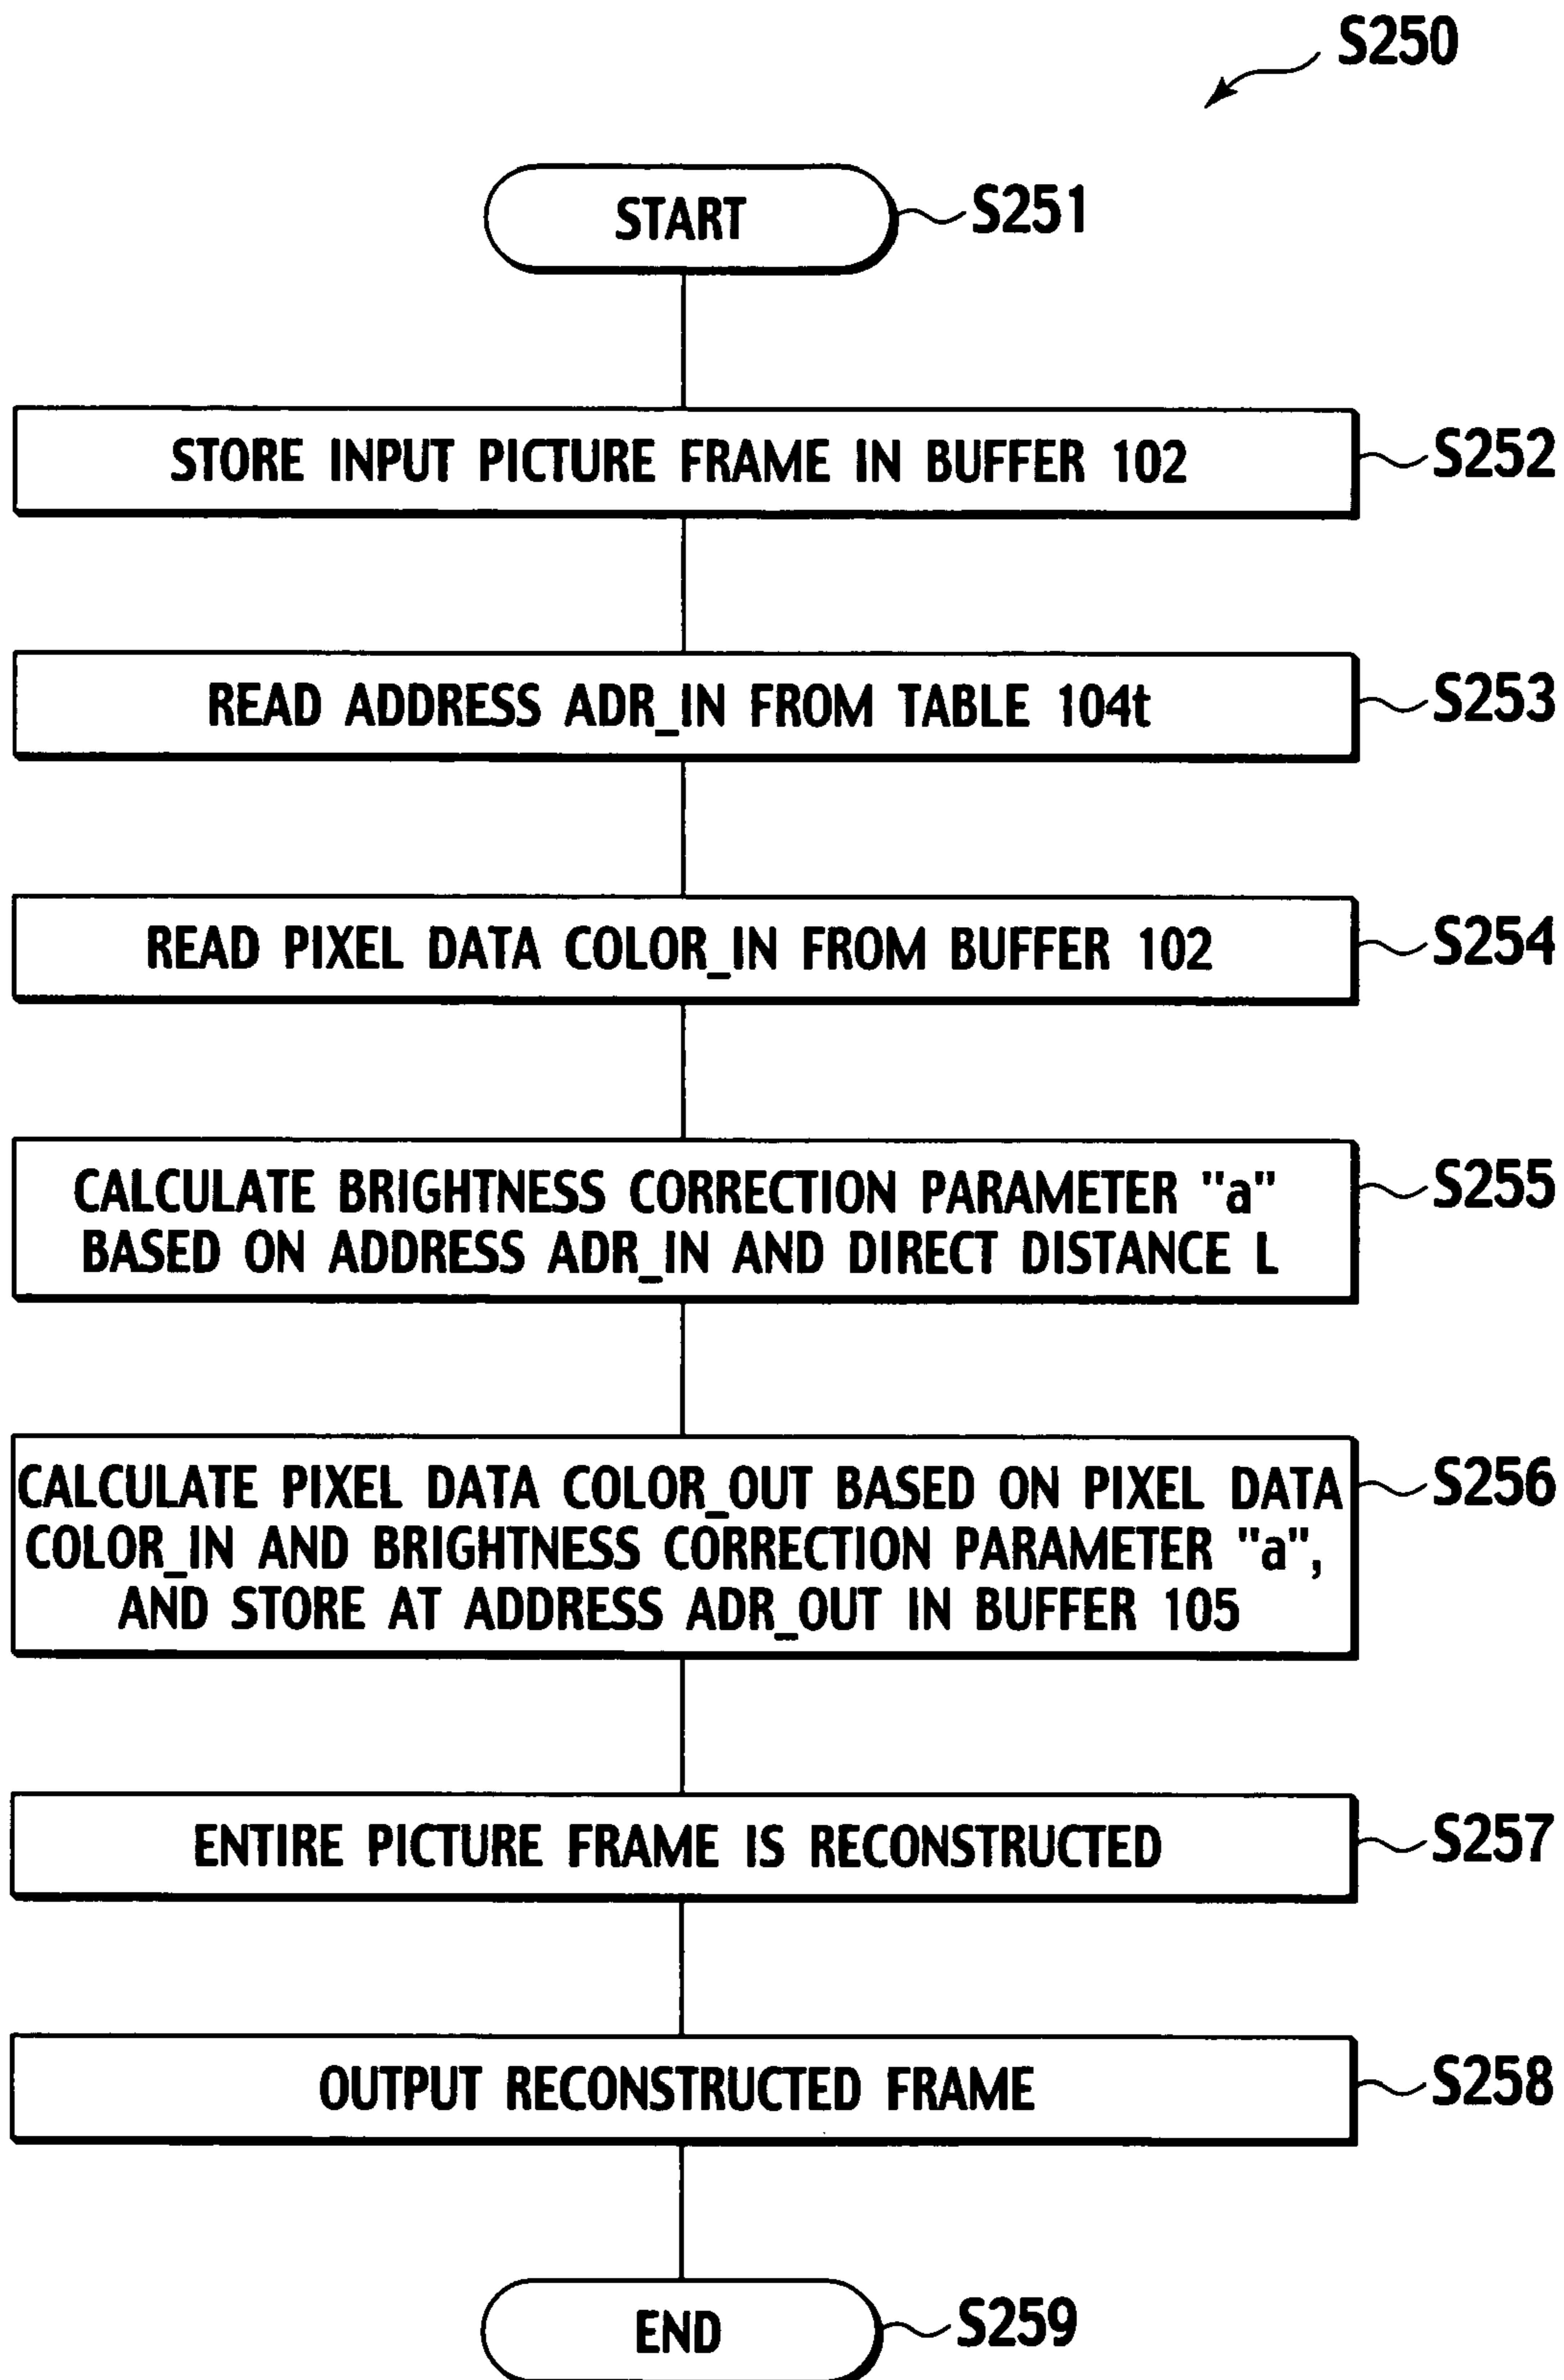 S250
START
S251
STORE INPUT PICTURE FRAME IN BUFFER 102
S252
READ ADDRESS ADR_IN FROM TABLE 104t
S253
READ PIXEL DATA COLOR_IN FROM BUFFER 102
S254
CALCULATE BRIGHTNESS CORRECTION PARAMETER "a"
BASED ON ADDRESS ADR_IN AND DIRECT DISTANCE L
S255
CALCULATE PIXEL DATA COLOR_OUT BASED ON PIXEL DATA
COLOR_IN AND BRIGHTNESS CORRECTION PARAMETER "a",
AND STORE AT ADDRESS ADR_OUT IN BUFFER 105
S256
ENTIRE PICTURE FRAME IS RECONSTRUCTED
S257
OUTPUT RECONSTRUCTED FRAME
S258
END
S259